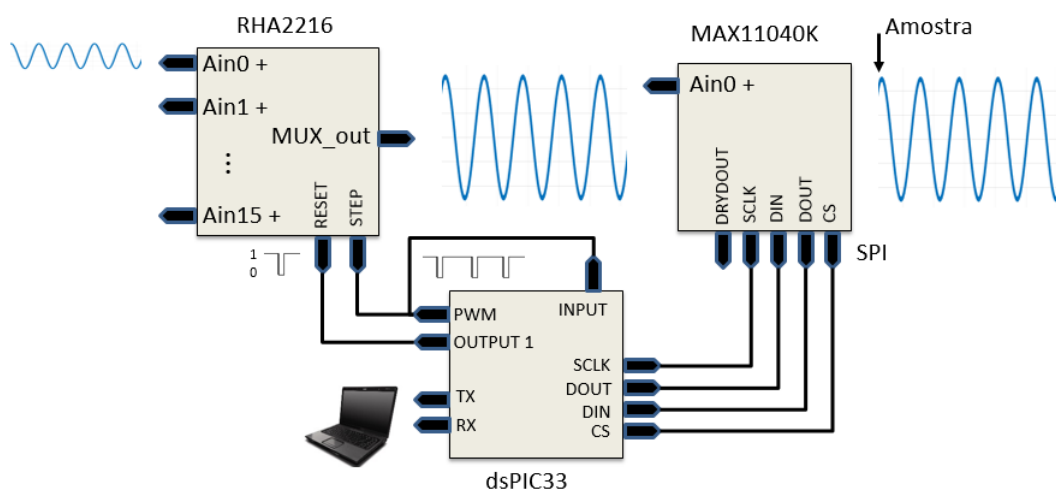 RHA2216
Ain0 +
Ain1 +
⋮
Ain15 +
MUX_out
RESET
STEP
1
0
MAX11040K
Ain0 +
DRYDOUT
SCLK
DIN
DOUT
CS
SPI
Amostra
PWM
OUTPUT 1
TX
RX
INPUT
SCLK
DOUT
DIN
CS
dsPIC33